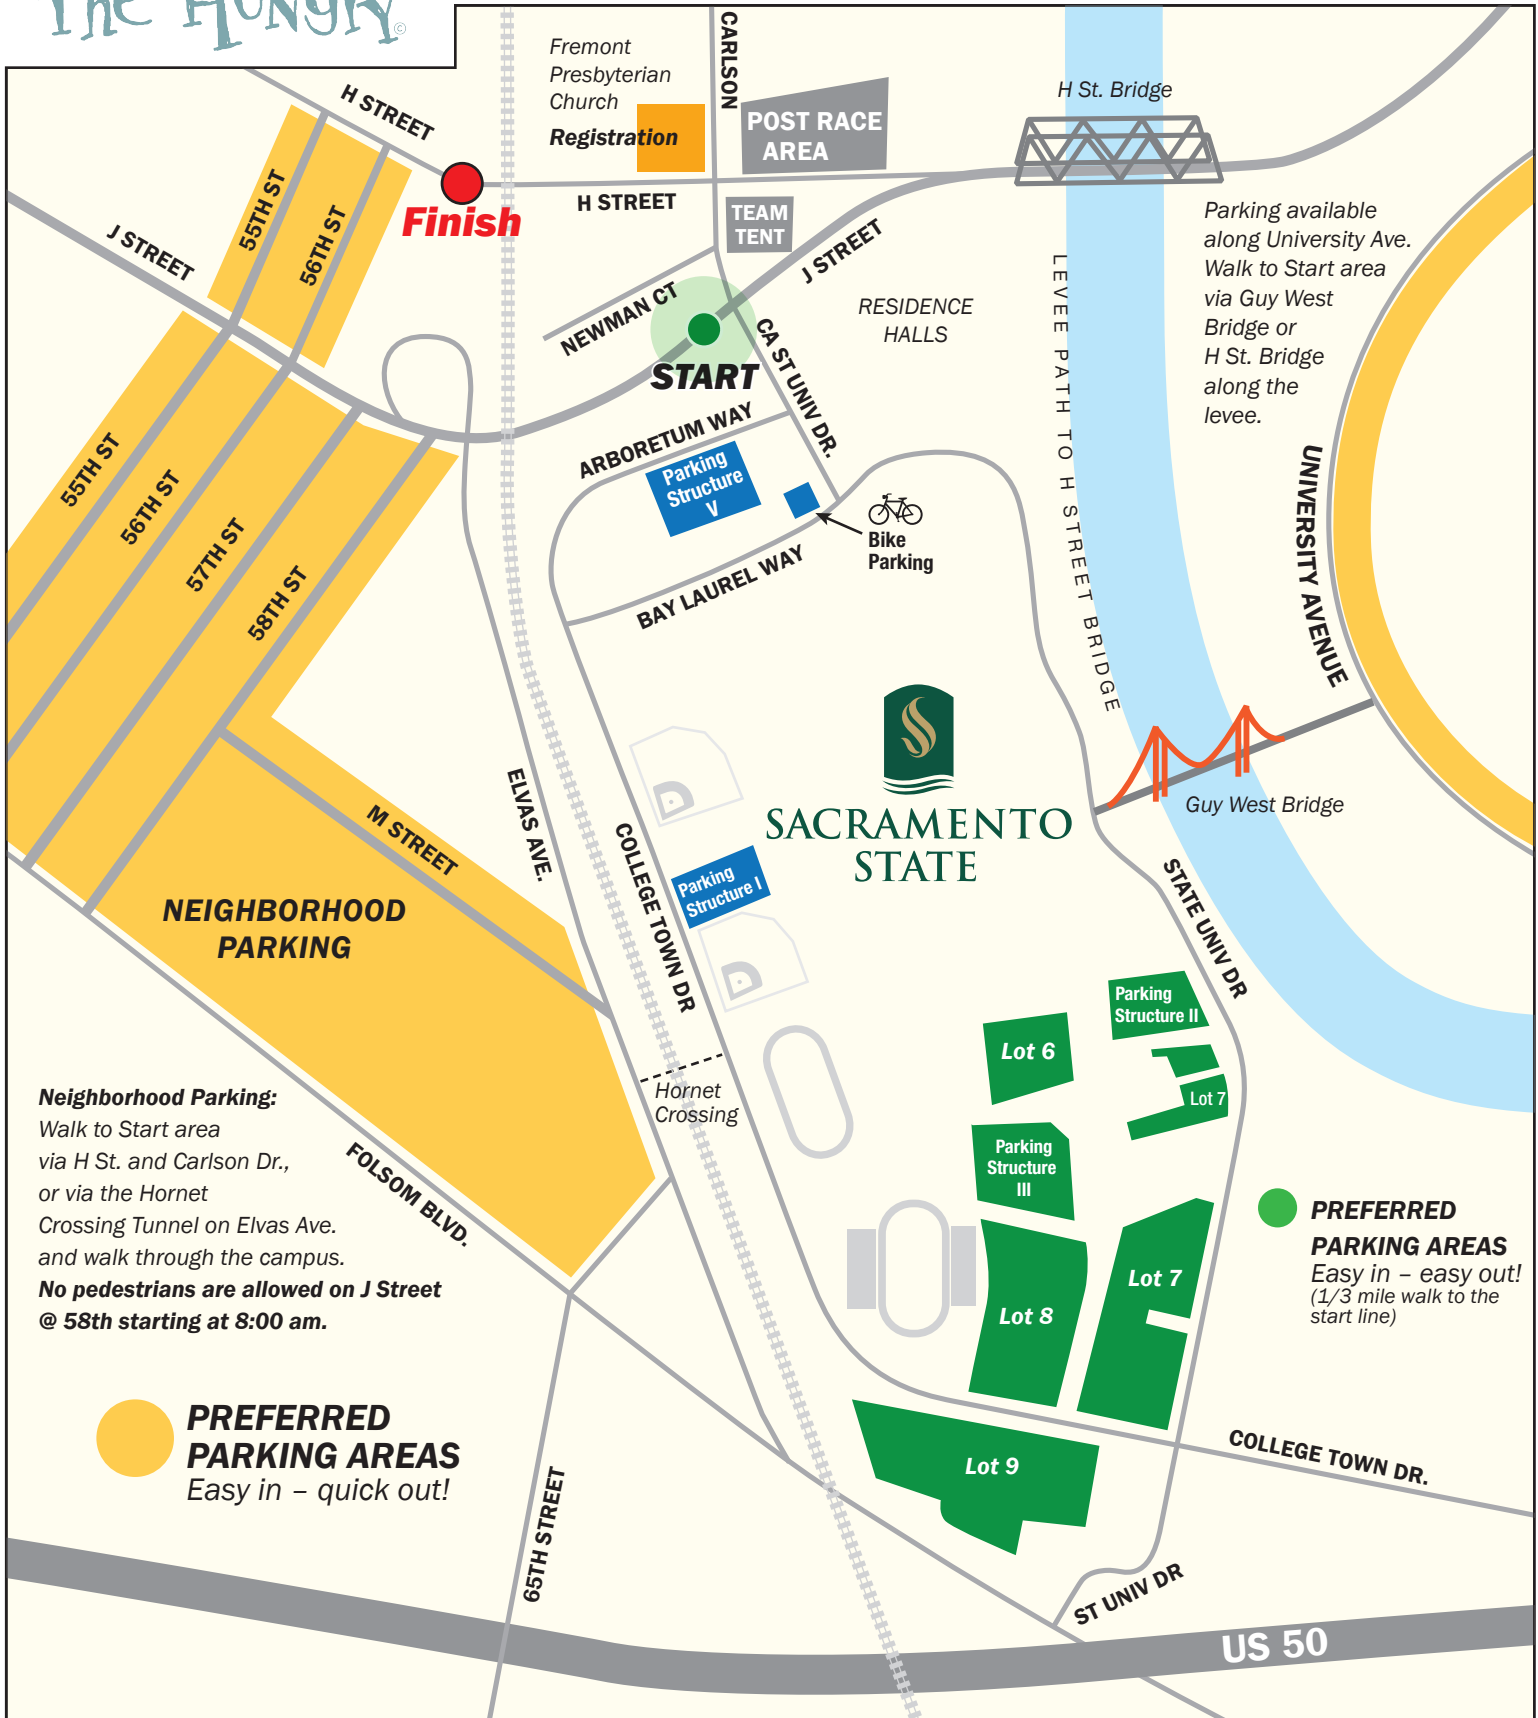 THE HUNGRY©
CARLSON
Fremont
Presbyterian
Church
Registration
H STREET
POST RACE
AREA
H St. Bridge
55TH ST
56TH ST
Finish
H STREET
TEAM
TENT
J STREET
J STREET
Parking available
along University Ave.
Walk to Start area
via Guy West
Bridge or
H St. Bridge
along the
levee.
NEWMAN CT
START
CA ST UNIV DR.
RESIDENCE
HALLS
LEVEE PATH TO H STREET BRIDGE
ARBORETUM WAY
Parking
Structure
V
Bike
Parking
BAY LAUREL WAY
55TH ST
56TH ST
57TH ST
58TH ST
UNIVERSITY AVENUE
SACRAMENTO
STATE
Guy West Bridge
ELVAS AVE.
M STREET
COLLEGE TOWN DR
Parking
Structure I
STATE UNIV DR
NEIGHBORHOOD
PARKING
Parking
Structure II
Lot 6
Lot 7
Hornet
Crossing
Neighborhood Parking:
Walk to Start area
via H St. and Carlson Dr.,
or via the Hornet
Crossing Tunnel on Elvas Ave.
and walk through the campus.
No pedestrians are allowed on J Street
@ 58th starting at 8:00 am.
FOLSOM BLVD.
Parking
Structure
III
Lot 7
Lot 8
PREFERRED
PARKING AREAS
Easy in – easy out!
(1/3 mile walk to the
start line)
PREFERRED
PARKING AREAS
Easy in – quick out!
Lot 9
COLLEGE TOWN DR.
65TH STREET
ST UNIV DR
US 50